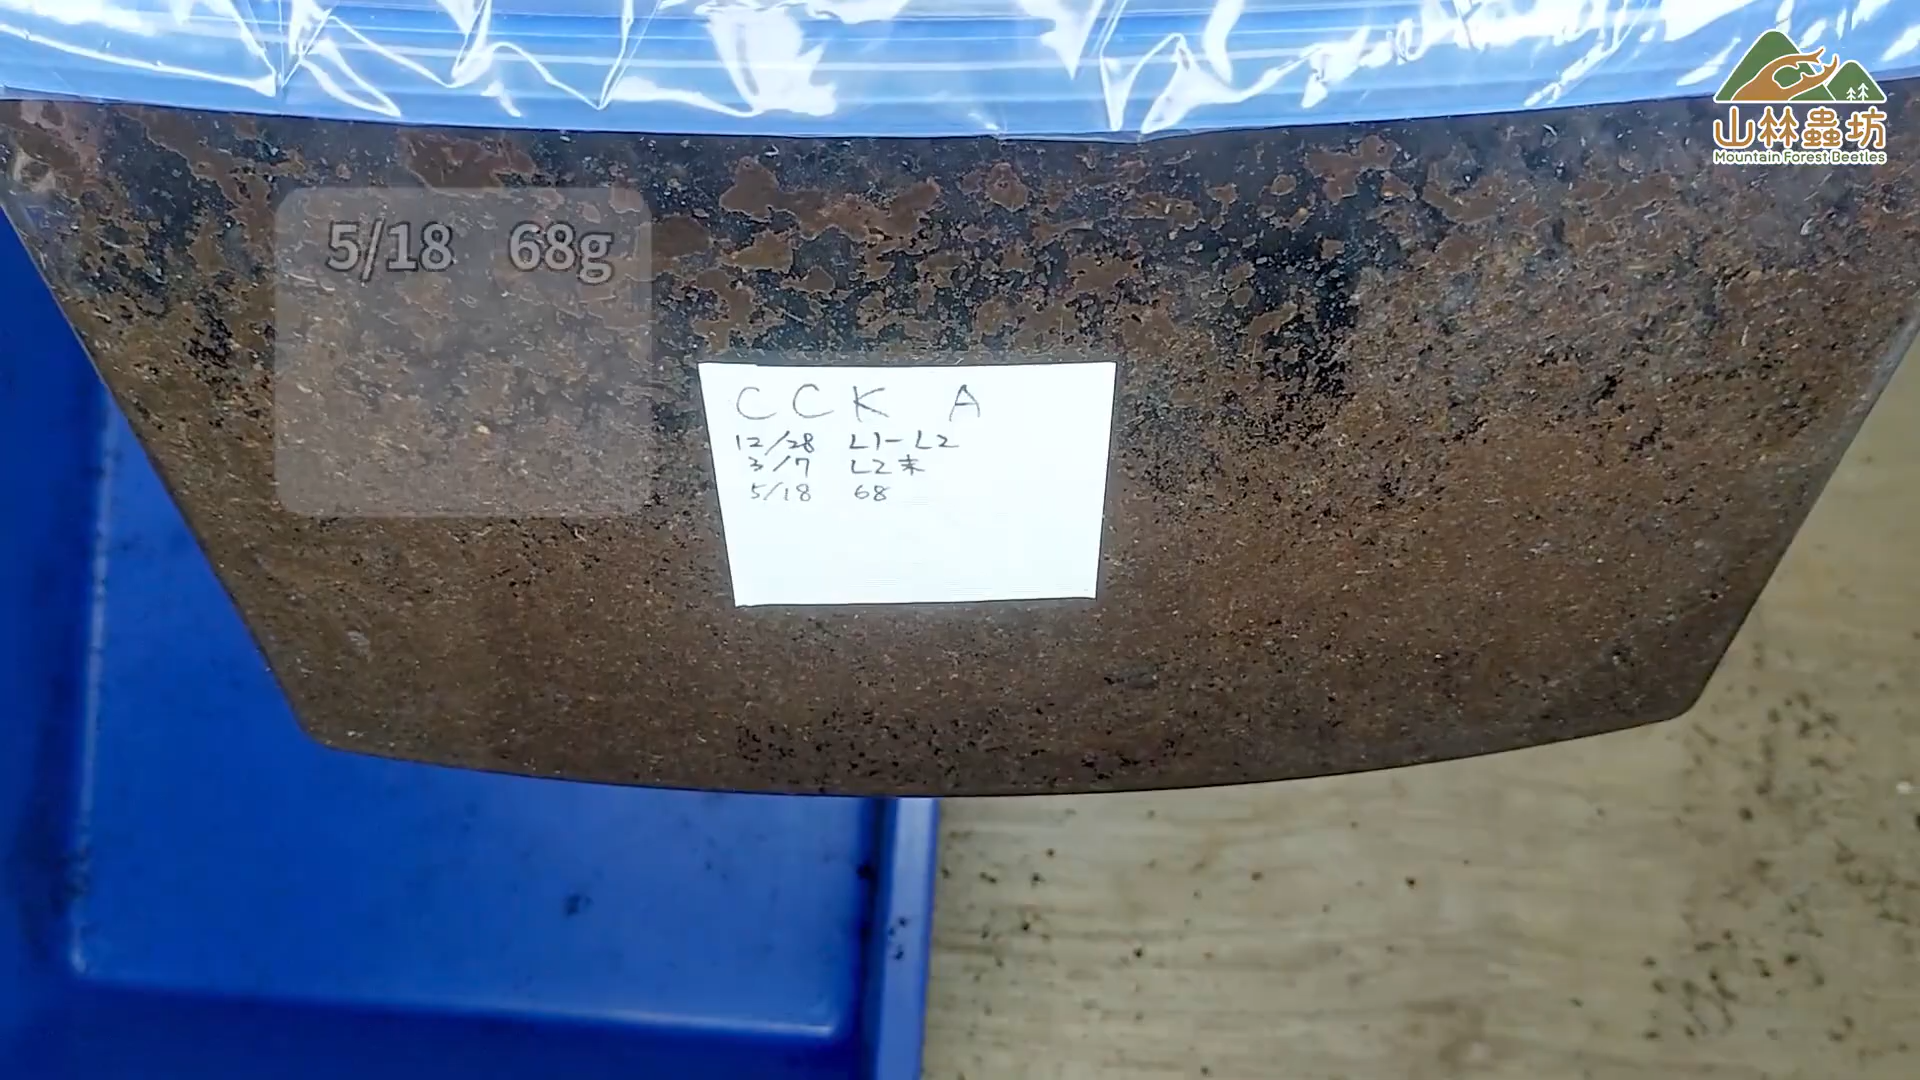 山林蟲坊
Mountain Forest Beetles
5/18 68g
CCK A
12/28 L1-L2
3/7 L2末
5/18 68